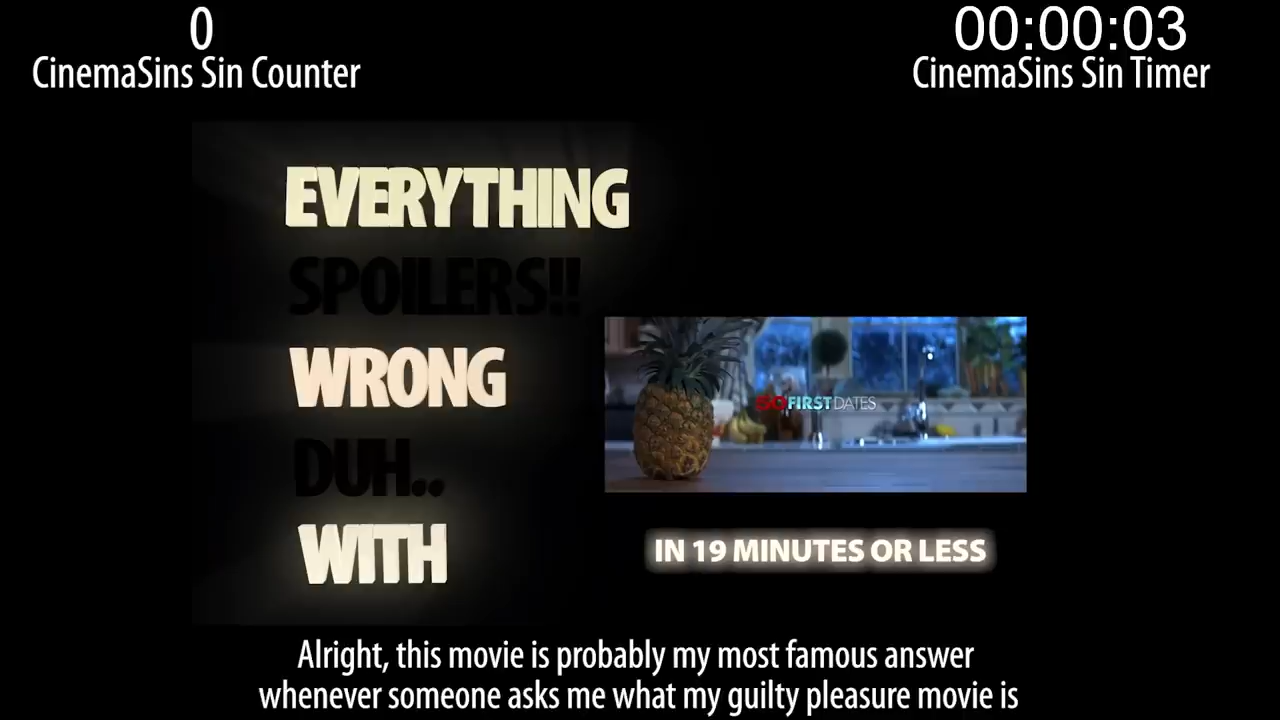 0
CinemaSins Sin Counter
00:00:03
CinemaSins Sin Timer
EVERYTHING
SPOILERS!!
WRONG
DUH..
WITH
50 FIRST DATES
IN 19 MINUTES OR LESS
Alright, this movie is probably my most famous answer
whenever someone asks me what my guilty pleasure movie is